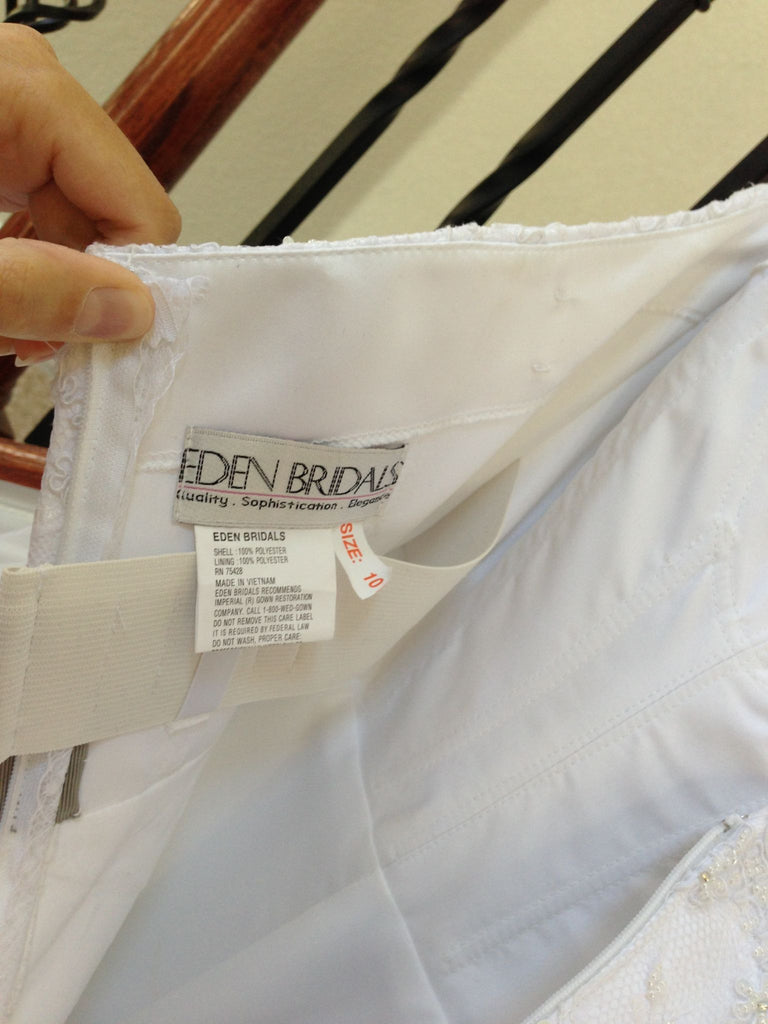 EDEN BRIDALS
Quality . Sophistication . Elegance
SIZE: 10
EDEN BRIDALS
SHELL : 100% POLYESTER
LINING : 100% POLYESTER
RN 75428
MADE IN VIETNAM
EDEN BRIDALS RECOMMENDS
IMPERIAL (R) GOWN RESTORATION
COMPANY. CALL 1-800-WED-GOWN
DO NOT REMOVE THIS CARE LABEL
IT IS REQUIRED BY FEDERAL LAW
DO NOT WASH, PROPER CARE: